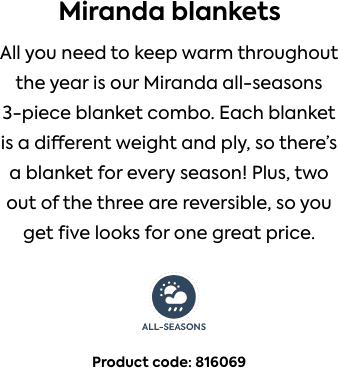 Miranda blankets
All you need to keep warm throughout
the year is our Miranda all-seasons
3-piece blanket combo. Each blanket
is a different weight and ply, so there’s
a blanket for every season! Plus, two
out of the three are reversible, so you
get five looks for one great price.
ALL-SEASONS
Product code: 816069